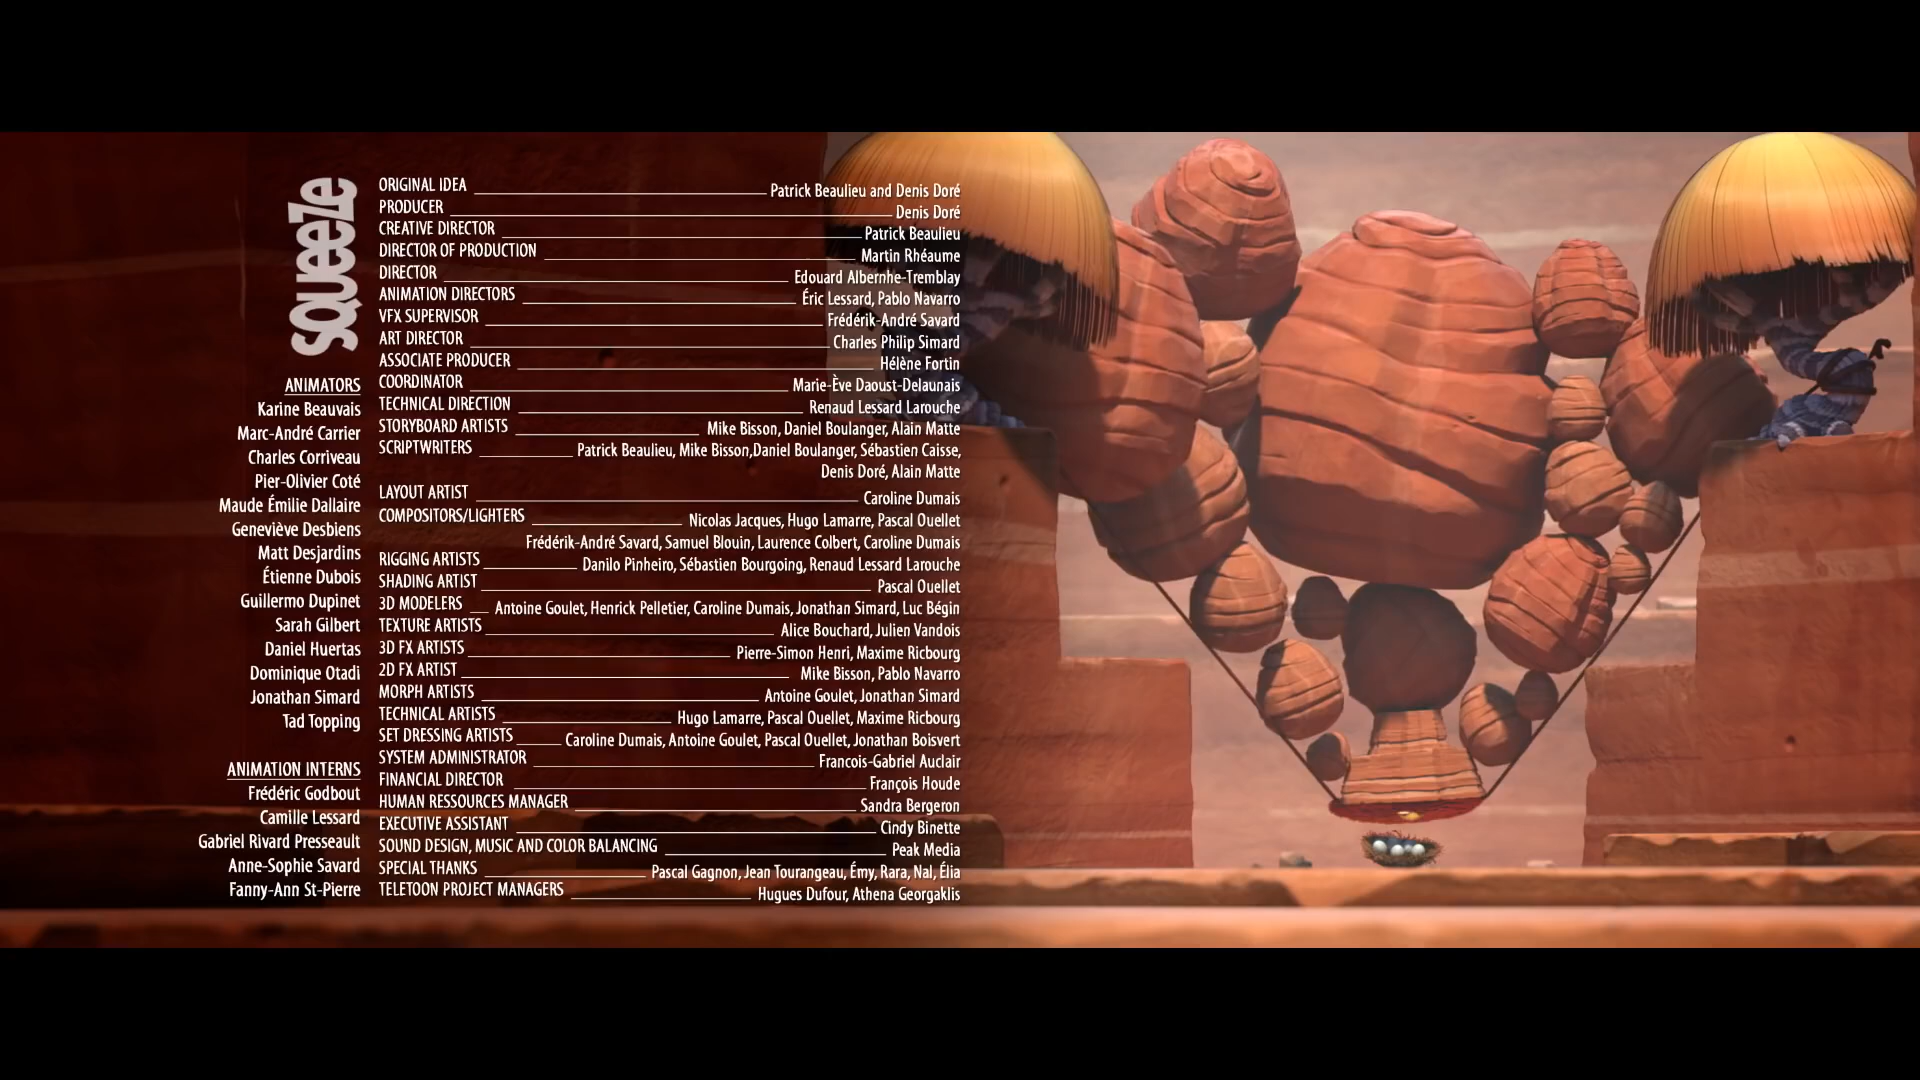 squeeze
ANIMATORS
Karine Beauvais
Marc-André Carrier
Charles Corriveau
Pier-Olivier Coté
Maude Émilie Dallaire
Geneviève Desbiens
Matt Desjardins
Étienne Dubois
Guillermo Dupinet
Sarah Gilbert
Daniel Huertas
Dominique Otadi
Jonathan Simard
Tad Topping
ANIMATION INTERNS
Frédéric Godbout
Camille Lessard
Gabriel Rivard Presseault
Anne-Sophie Savard
Fanny-Ann St-Pierre
ORIGINAL IDEA Patrick Beaulieu and Denis Doré
PRODUCER Denis Doré
CREATIVE DIRECTOR Patrick Beaulieu
DIRECTOR OF PRODUCTION Martin Rhéaume
DIRECTOR Edouard Albernhe-Tremblay
ANIMATION DIRECTORS Éric Lessard, Pablo Navarro
VFX SUPERVISOR Frédérik-André Savard
ART DIRECTOR Charles Philip Simard
ASSOCIATE PRODUCER Hélène Fortin
COORDINATOR Marie-Ève Daoust-Delaunais
TECHNICAL DIRECTION Renaud Lessard Larouche
STORYBOARD ARTISTS Mike Bisson, Daniel Boulanger, Alain Matte
SCRIPTWRITERS Patrick Beaulieu, Mike Bisson,Daniel Boulanger, Sébastien Caisse,
Denis Doré, Alain Matte
LAYOUT ARTIST Caroline Dumais
COMPOSITORS/LIGHTERS Nicolas Jacques, Hugo Lamarre, Pascal Ouellet
Frédérik-André Savard, Samuel Blouin, Laurence Colbert, Caroline Dumais
RIGGING ARTISTS Danilo Pinheiro, Sébastien Bourgoing, Renaud Lessard Larouche
SHADING ARTIST Pascal Ouellet
3D MODELERS Antoine Goulet, Henrick Pelletier, Caroline Dumais, Jonathan Simard, Luc Bégin
TEXTURE ARTISTS Alice Bouchard, Julien Vandois
3D FX ARTISTS Pierre-Simon Henri, Maxime Ricbourg
2D FX ARTIST Mike Bisson, Pablo Navarro
MORPH ARTISTS Antoine Goulet, Jonathan Simard
TECHNICAL ARTISTS Hugo Lamarre, Pascal Ouellet, Maxime Ricbourg
SET DRESSING ARTISTS Caroline Dumais, Antoine Goulet, Pascal Ouellet, Jonathan Boisvert
SYSTEM ADMINISTRATOR Francois-Gabriel Auclair
FINANCIAL DIRECTOR François Houde
HUMAN RESSOURCES MANAGER Sandra Bergeron
EXECUTIVE ASSISTANT Cindy Binette
SOUND DESIGN, MUSIC AND COLOR BALANCING Peak Media
SPECIAL THANKS Pascal Gagnon, Jean Tourangeau, Émy, Rara, Nal, Élia
TELETOON PROJECT MANAGERS Hugues Dufour, Athena Georgaklis